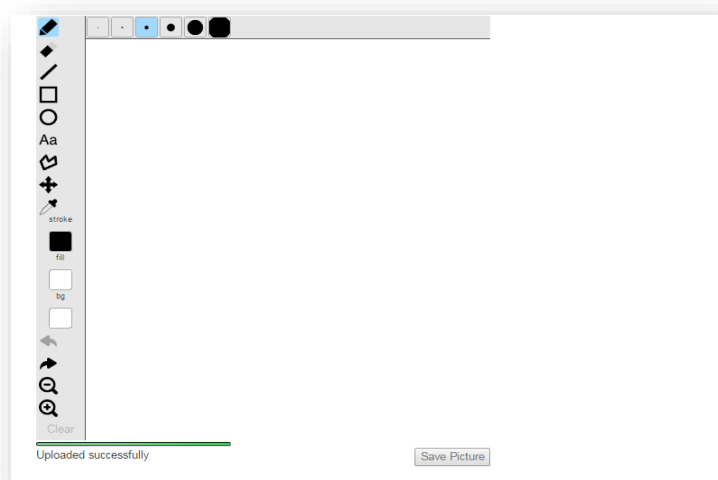 Aa
stroke
fill
bg
Clear
Uploaded successfully
Save Picture